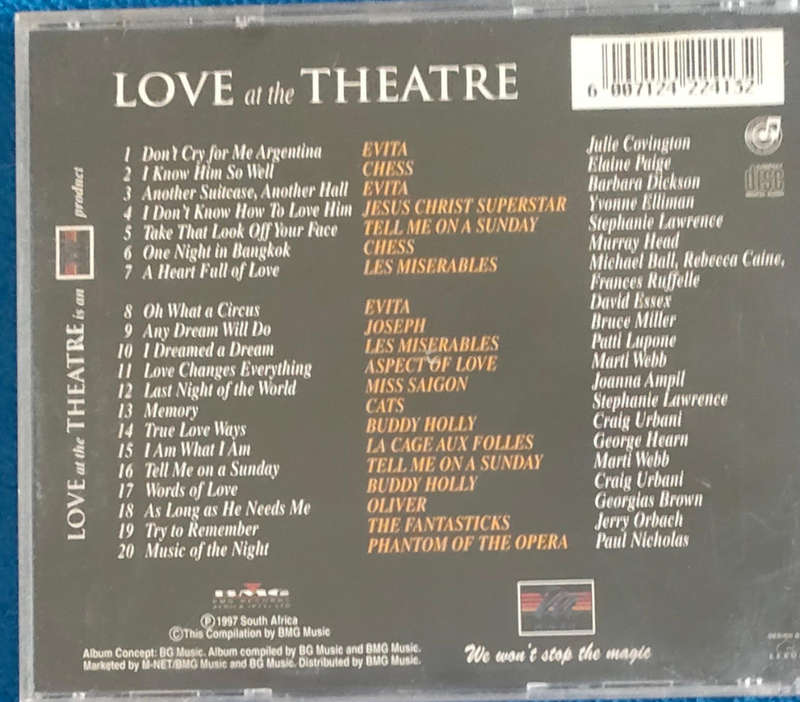 LOVE at the THEATRE
6 007124 224132
1 Don't Cry for Me Argentina EVITA Julie Covington
2 I Know Him So Well CHESS Elaine Paige
3 Another Suitcase, Another Hall EVITA Barbara Dickson
4 I Don't Know How To Love Him JESUS CHRIST SUPERSTAR Yvonne Elliman
5 Take That Look Off Your Face TELL ME ON A SUNDAY Stephanie Lawrence
6 One Night in Bangkok CHESS Murray Head
7 A Heart Full of Love LES MISERABLES Michael Ball, Rebecca Caine,
Frances Ruffelle
8 Oh What a Circus EVITA David Essex
9 Any Dream Will Do JOSEPH Bruce Miller
10 I Dreamed a Dream LES MISERABLES Patti Lupone
11 Love Changes Everything ASPECT OF LOVE Marti Webb
12 Last Night of the World MISS SAIGON Joanna Ampil
13 Memory CATS Stephanie Lawrence
14 True Love Ways BUDDY HOLLY Craig Urbani
15 I Am What I Am LA CAGE AUX FOLLES George Hearn
16 Tell Me on a Sunday TELL ME ON A SUNDAY Marti Webb
17 Words of Love BUDDY HOLLY Craig Urbani
18 As Long as He Needs Me OLIVER Georgias Brown
19 Try to Remember THE FANTASTICKS Jerry Orbach
20 Music of the Night PHANTOM OF THE OPERA Paul Nicholas
LOVE at the THEATRE is an product
disc
BMG
BMG RECORDS
AFRICA (PTY) LTD
Ⓟ1997 South Africa
©This Compilation by BMG Music
Album Concept: BG Music. Album compiled by BG Music and BMG Music.
Marketed by M-NET/BMG Music and BG Music. Distributed by BMG Music.
We won't stop the magic